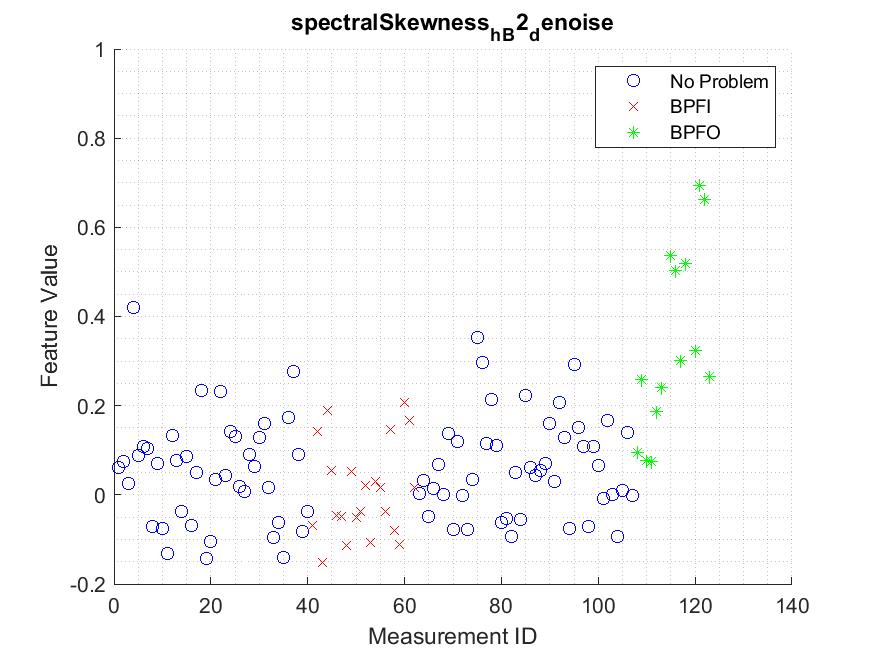 spectralSkewness_hB2_denoise
1
0.8
0.6
0.4
0.2
0
-0.2
Feature Value
No Problem
BPFI
BPFO
0 20 40 60 80 100 120 140
Measurement ID